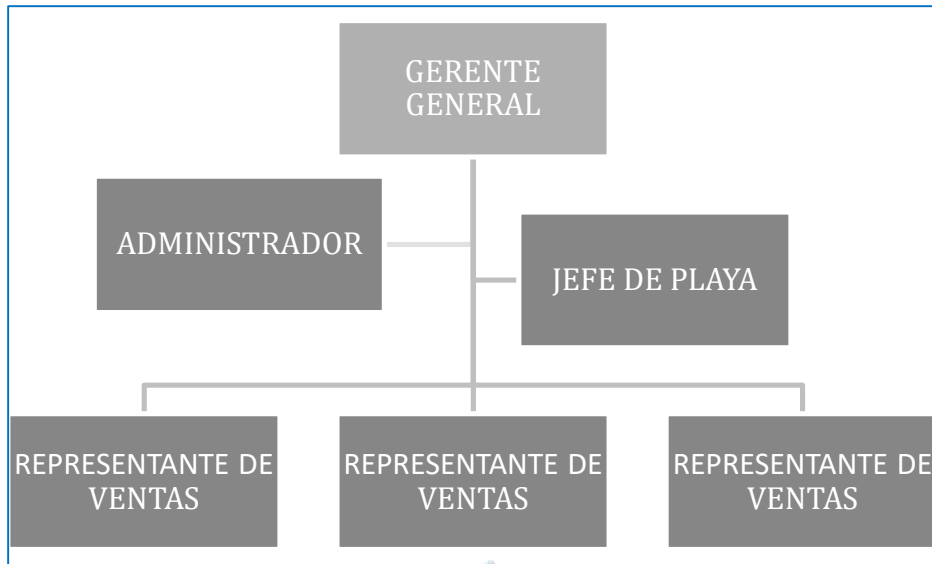 GERENTE
GENERAL
ADMINISTRADOR
JEFE DE PLAYA
REPRESENTANTE DE
VENTAS
REPRESENTANTE DE
VENTAS
REPRESENTANTE DE
VENTAS